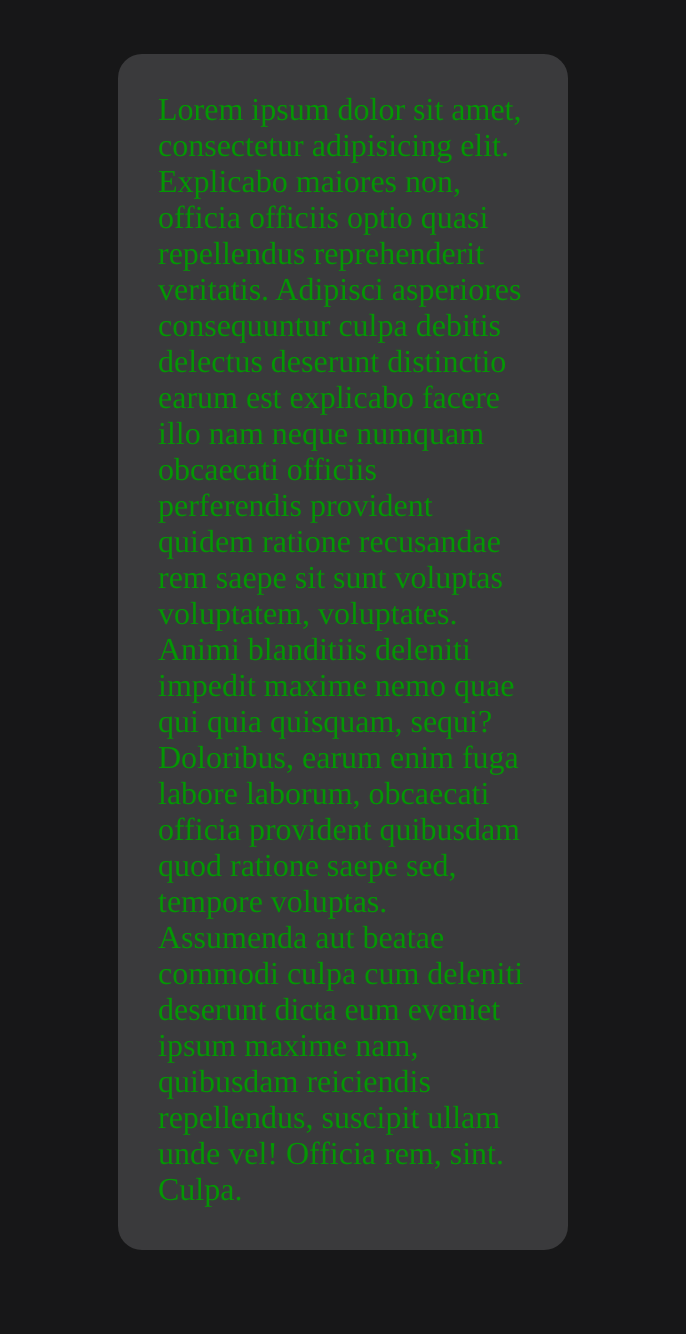 Lorem ipsum dolor sit amet,
consectetur adipisicing elit.
Explicabo maiores non,
officia officiis optio quasi
repellendus reprehenderit
veritatis. Adipisci asperiores
consequuntur culpa debitis
delectus deserunt distinctio
earum est explicabo facere
illo nam neque numquam
obcaecati officiis
perferendis provident
quidem ratione recusandae
rem saepe sit sunt voluptas
voluptatem, voluptates.
Animi blanditiis deleniti
impedit maxime nemo quae
qui quia quisquam, sequi?
Doloribus, earum enim fuga
labore laborum, obcaecati
officia provident quibusdam
quod ratione saepe sed,
tempore voluptas.
Assumenda aut beatae
commodi culpa cum deleniti
deserunt dicta eum eveniet
ipsum maxime nam,
quibusdam reiciendis
repellendus, suscipit ullam
unde vel! Officia rem, sint.
Culpa.